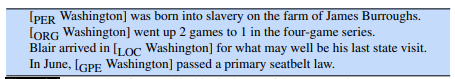 [PER Washington] was born into slavery on the farm of James Burroughs.
[ORG Washington] went up 2 games to 1 in the four-game series.
Blair arrived in [LOC Washington] for what may well be his last state visit.
In June, [GPE Washington] passed a primary seatbelt law.